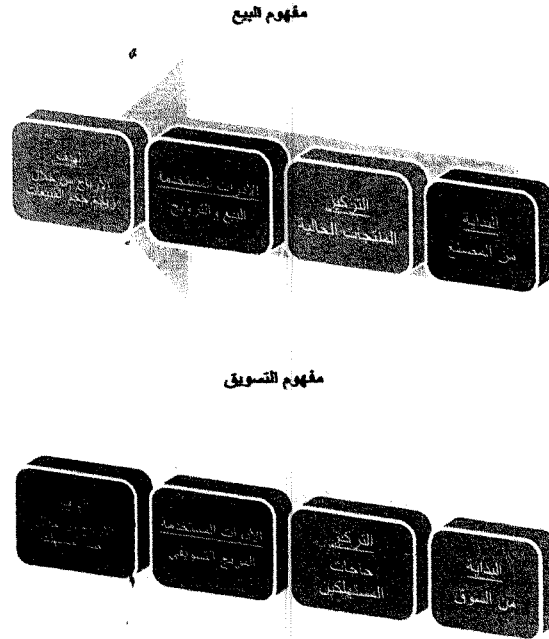 مفهوم البيع
البداية
من المصنع
التركيز
المنتجات الحالية
الأدوات المستخدمة
البيع والترويج
الهدف
الأرباح من خلال
زيادة حجم المبيعات
مفهوم التسويق
البداية
من السوق
التركيز
حاجات
المستهلكين
الأدوات المستخدمة
المزيج التسويقي
الهدف
الأرباح من خلال